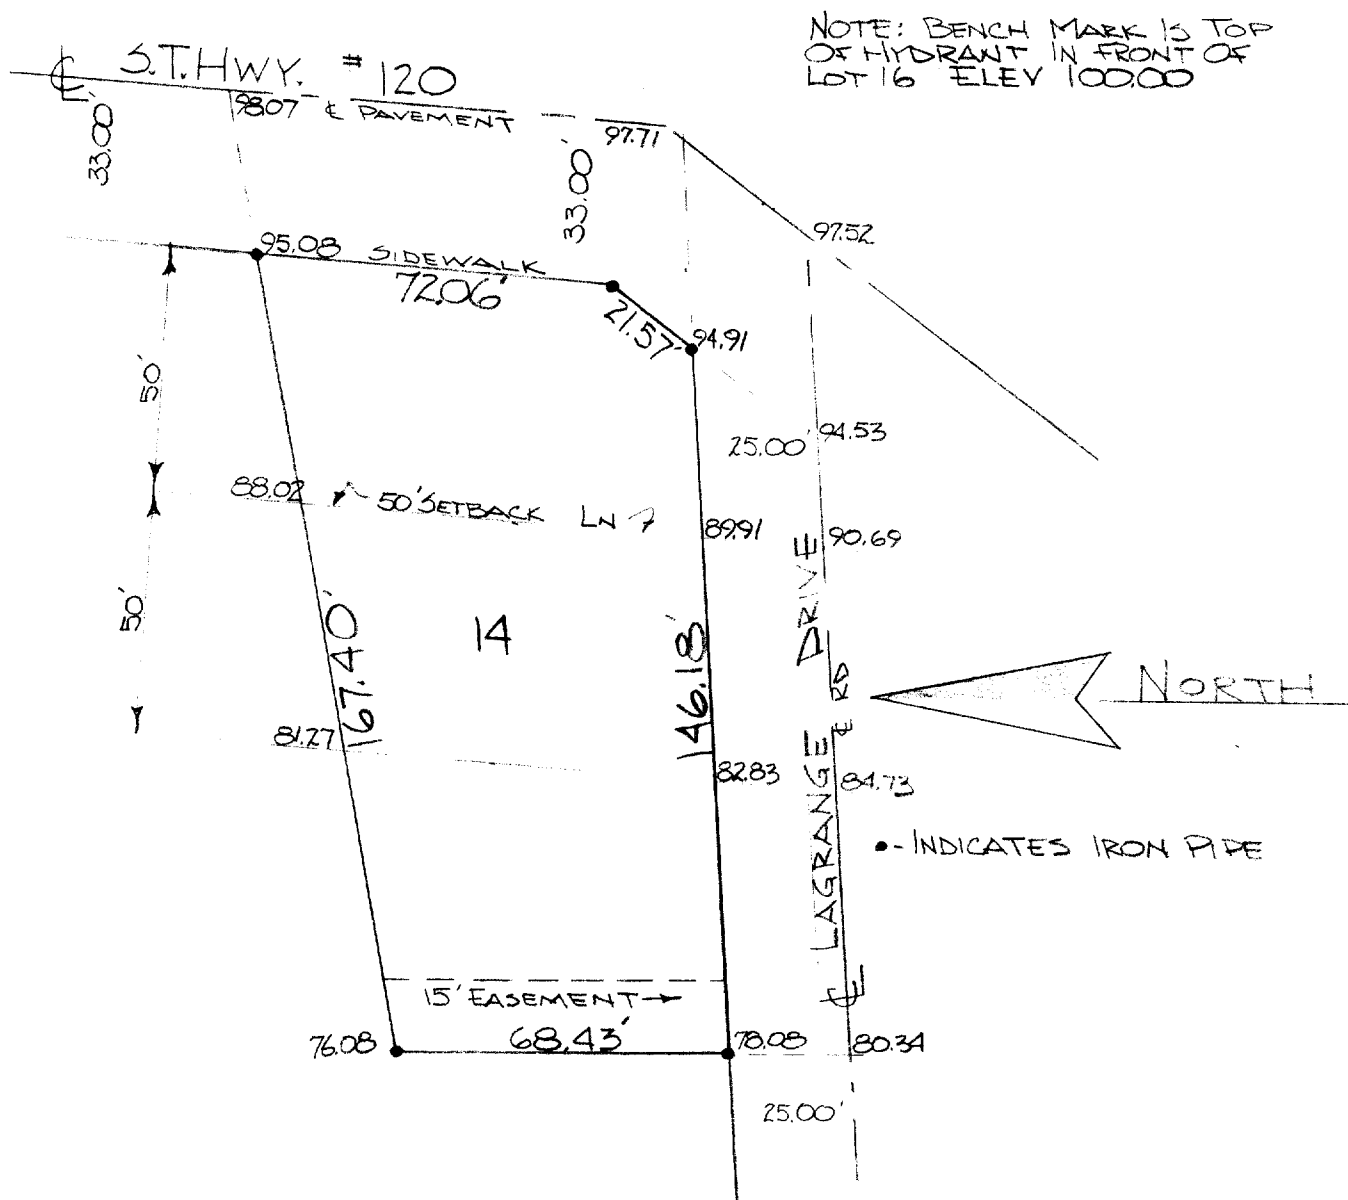 NOTE: BENCH MARK IS TOP
OF HYDRANT IN FRONT OF
LOT 16 ELEV 100.00
℄ S.T. HWY. # 120
98.07 ℄ PAVEMENT
97.71
33.00'
33.00'
97.52
95.08 SIDEWALK
72.06'
21.57
94.91
50'
25.00' 94.53
88.02 50' SETBACK LN
89.91 90.69
50'
14
167.40'
146.18'
℄ LAGRANGE DRIVE
℄ RD
NORTH
81.27
82.83 84.73
•-INDICATES IRON PIPE
15' EASEMENT→
68.43'
76.08 78.08 80.34
25.00'